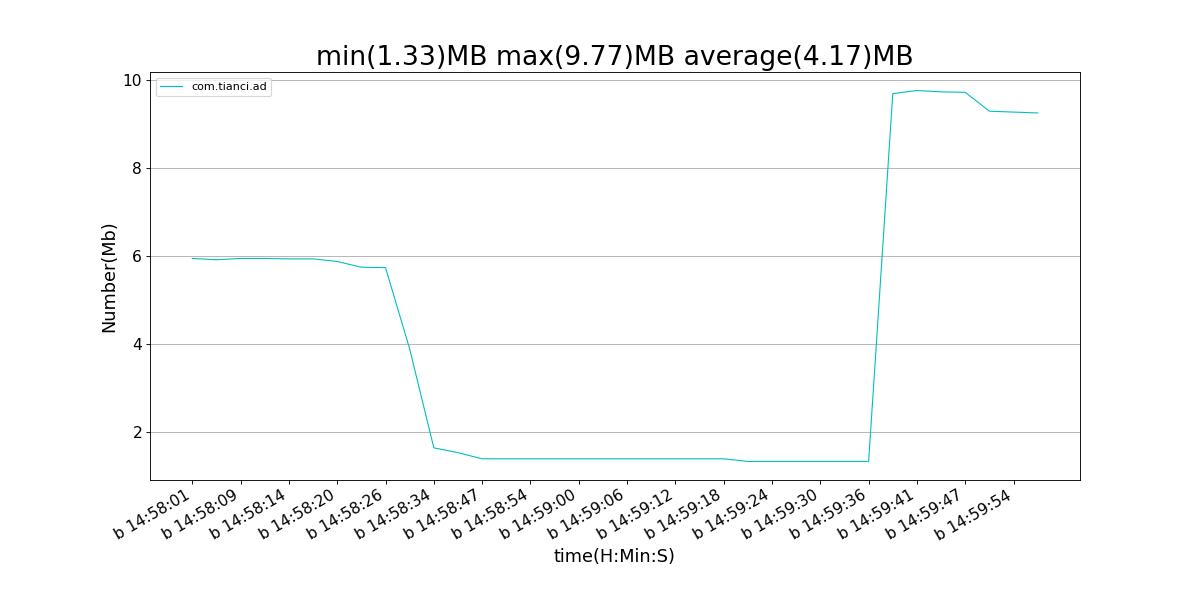 min(1.33)MB max(9.77)MB average(4.17)MB
com.tianci.ad
Number(Mb)
10
8
6
4
2
b 14:58:01
b 14:58:09
b 14:58:14
b 14:58:20
b 14:58:26
b 14:58:34
b 14:58:47
b 14:58:54
b 14:59:00
b 14:59:06
b 14:59:12
b 14:59:18
b 14:59:24
b 14:59:30
b 14:59:36
b 14:59:41
b 14:59:47
b 14:59:54
time(H:Min:S)